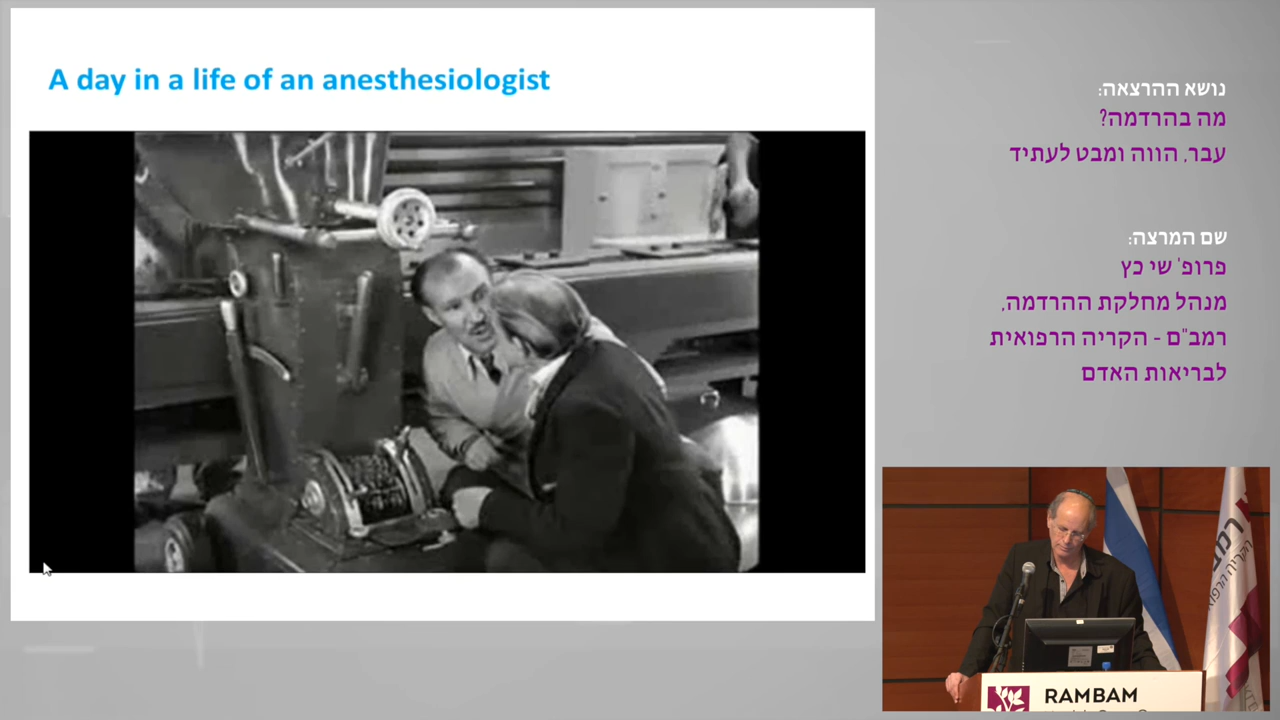 A day in a life of an anesthesiologist
נושא ההרצאה:
מה בהרדמה?
עבר, הווה ומבט לעתיד
שם המרצה:
פרופ' שי כץ
מנהל מחלקת ההרדמה,
רמב"ם - הקריה הרפואית
לבריאות האדם
RAMBAM